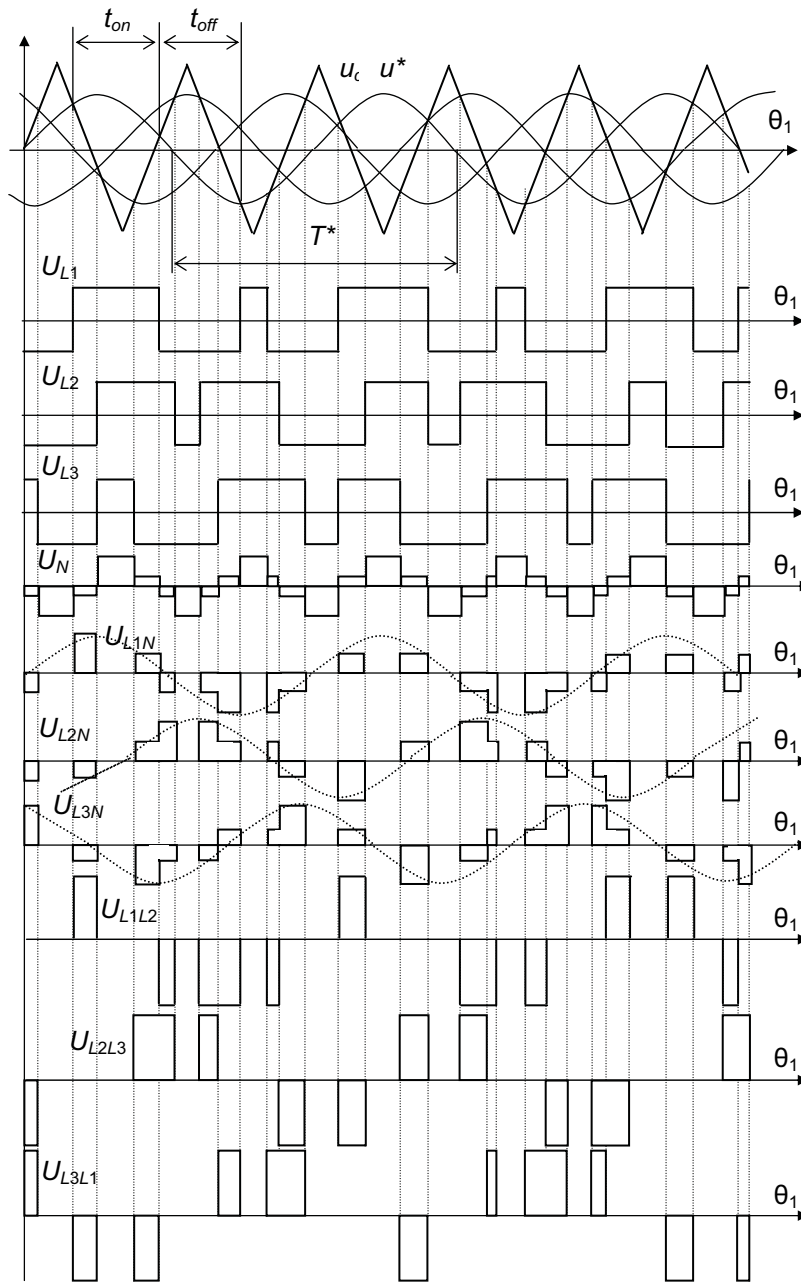 t_on t_off
u_c u*
θ₁
T*
U_L1 θ₁
U_L2 θ₁
U_L3 θ₁
U_N θ₁
U_L1N θ₁
U_L2N θ₁
U_L3N θ₁
U_L1L2 θ₁
U_L2L3 θ₁
U_L3L1 θ₁